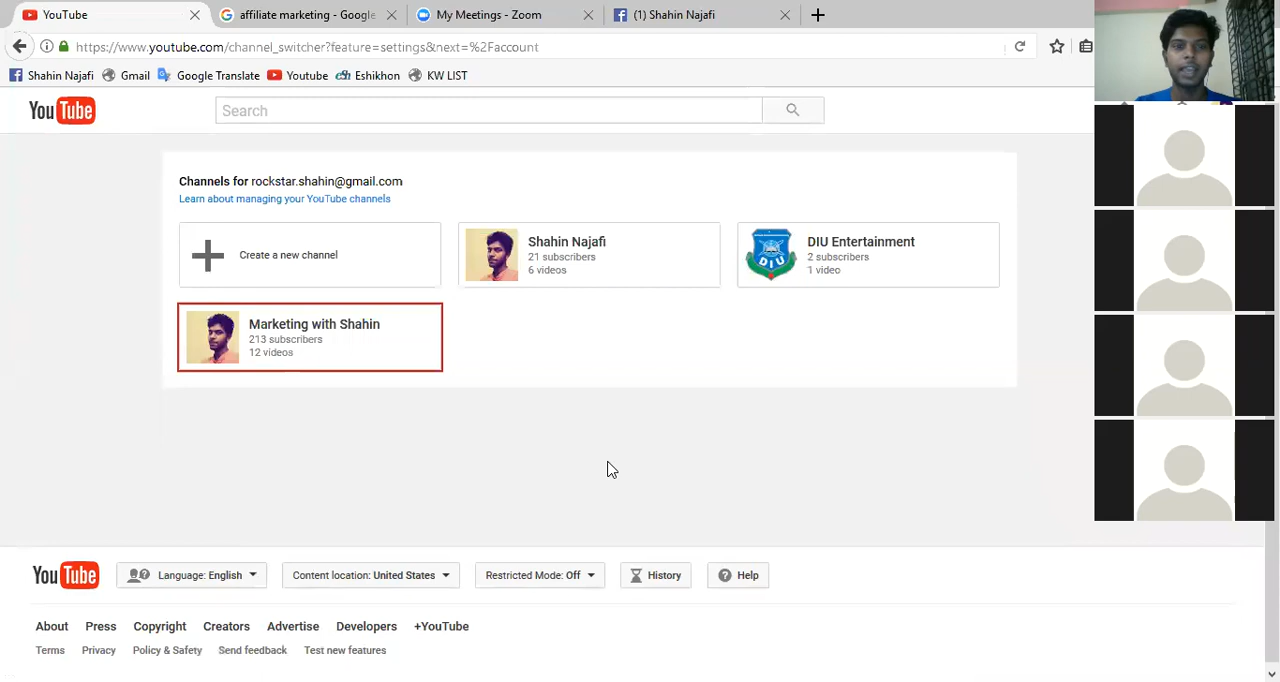 YouTube
affiliate marketing - Google
My Meetings - Zoom
(1) Shahin Najafi
https://www.youtube.com/channel_switcher?feature=settings&next=%2Faccount
Shahin Najafi
Gmail
Google Translate
Youtube
Eshikhon
KW LIST
YouTube
Search
Channels for rockstar.shahin@gmail.com
Learn about managing your YouTube channels
Create a new channel
Shahin Najafi
21 subscribers
6 videos
DIU
DIU Entertainment
2 subscribers
1 video
Marketing with Shahin
213 subscribers
12 videos
YouTube
Language: English
Content location: United States
Restricted Mode: Off
History
Help
About
Press
Copyright
Creators
Advertise
Developers
+YouTube
Terms
Privacy
Policy & Safety
Send feedback
Test new features